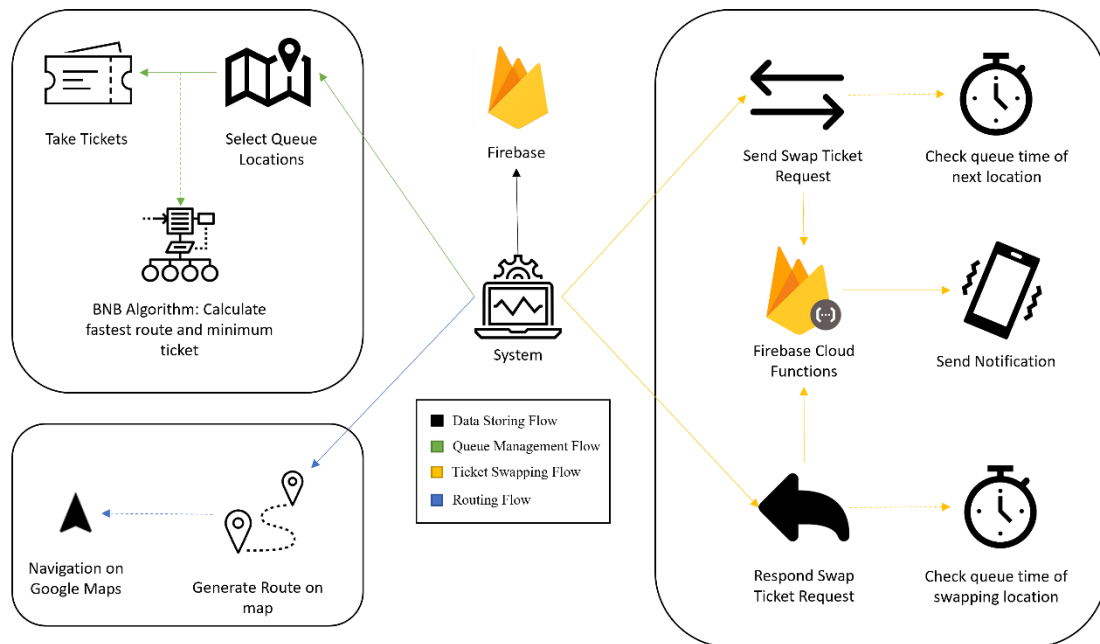 Take Tickets
Select Queue
Locations
BNB Algorithm: Calculate
fastest route and minimum
ticket
Firebase
System
Data Storing Flow
Queue Management Flow
Ticket Swapping Flow
Routing Flow
Navigation on
Google Maps
Generate Route on
map
Send Swap Ticket
Request
Check queue time of
next location
Firebase Cloud
Functions
Send Notification
Respond Swap
Ticket Request
Check queue time of
swapping location